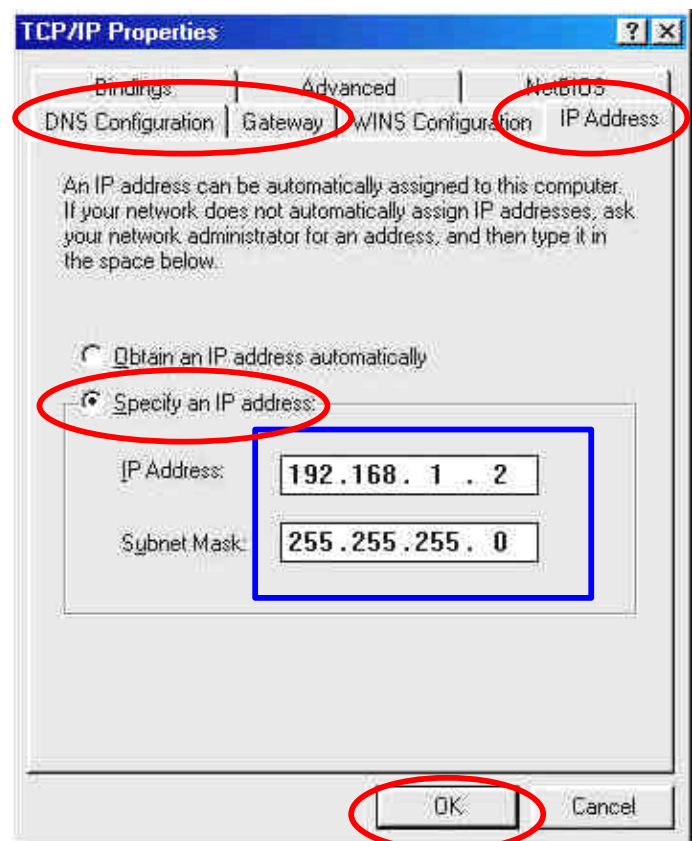 TCP/IP Properties
Bindings Advanced NetBIOS
DNS Configuration Gateway WINS Configuration IP Address
An IP address can be automatically assigned to this computer.
If your network does not automatically assign IP addresses, ask
your network administrator for an address, and then type it in
the space below.
Obtain an IP address automatically
Specify an IP address:
IP Address: 192.168. 1 . 2
Subnet Mask: 255.255.255. 0
OK Cancel